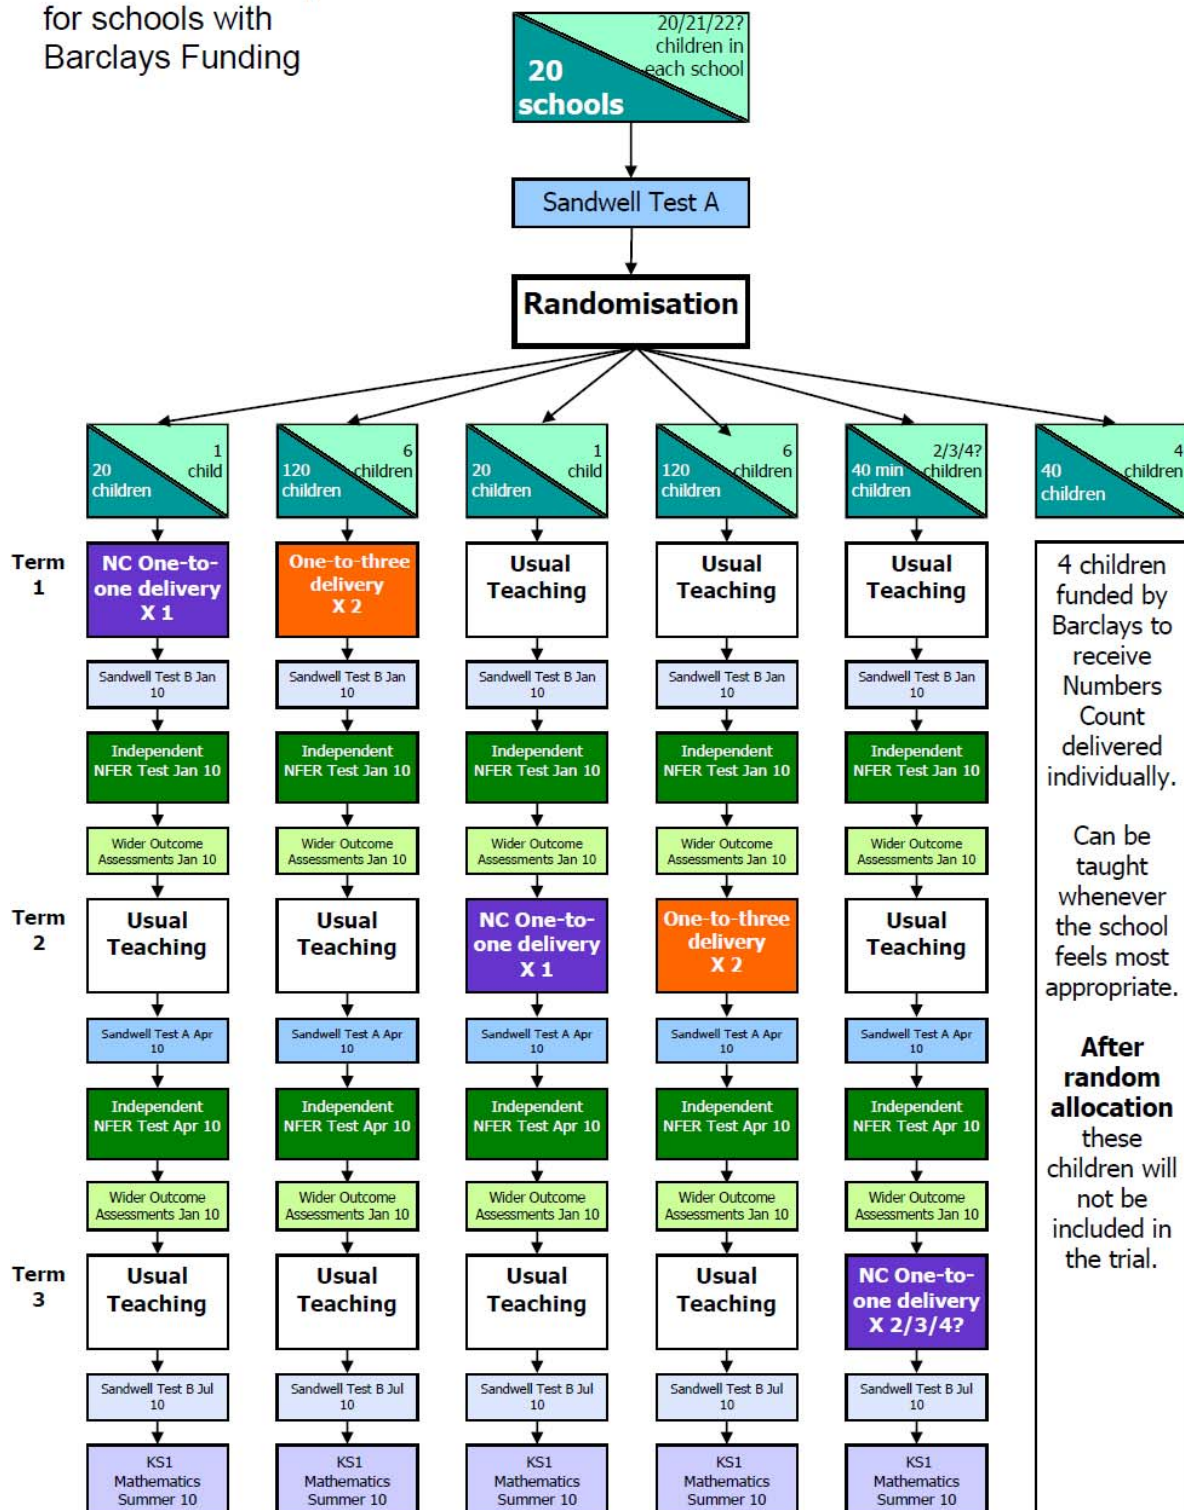 for schools with
Barclays Funding
20/21/22?
children in
each school
20
schools
Sandwell Test A
Randomisation
1
child
20
children
6
children
120
children
1
child
20
children
6
children
120
children
2/3/4?
children
40 min
children
4
children
40
children
Term
1
NC One-to-
one delivery
X 1
One-to-three
delivery
X 2
Usual
Teaching
Usual
Teaching
Usual
Teaching
Sandwell Test B Jan
10
Sandwell Test B Jan
10
Sandwell Test B Jan
10
Sandwell Test B Jan
10
Sandwell Test B Jan
10
Independent
NFER Test Jan 10
Independent
NFER Test Jan 10
Independent
NFER Test Jan 10
Independent
NFER Test Jan 10
Independent
NFER Test Jan 10
Wider Outcome
Assessments Jan 10
Wider Outcome
Assessments Jan 10
Wider Outcome
Assessments Jan 10
Wider Outcome
Assessments Jan 10
Wider Outcome
Assessments Jan 10
Term
2
Usual
Teaching
Usual
Teaching
NC One-to-
one delivery
X 1
One-to-three
delivery
X 2
Usual
Teaching
Sandwell Test A Apr
10
Sandwell Test A Apr
10
Sandwell Test A Apr
10
Sandwell Test A Apr
10
Sandwell Test A Apr
10
Independent
NFER Test Apr 10
Independent
NFER Test Apr 10
Independent
NFER Test Apr 10
Independent
NFER Test Apr 10
Independent
NFER Test Apr 10
Wider Outcome
Assessments Jan 10
Wider Outcome
Assessments Jan 10
Wider Outcome
Assessments Jan 10
Wider Outcome
Assessments Jan 10
Wider Outcome
Assessments Jan 10
Term
3
Usual
Teaching
Usual
Teaching
Usual
Teaching
Usual
Teaching
NC One-to-
one delivery
X 2/3/4?
Sandwell Test B Jul
10
Sandwell Test B Jul
10
Sandwell Test B Jul
10
Sandwell Test B Jul
10
Sandwell Test B Jul
10
KS1
Mathematics
Summer 10
KS1
Mathematics
Summer 10
KS1
Mathematics
Summer 10
KS1
Mathematics
Summer 10
KS1
Mathematics
Summer 10
4 children
funded by
Barclays to
receive
Numbers
Count
delivered
individually.
Can be
taught
whenever
the school
feels most
appropriate.
After
random
allocation
these
children will
not be
included in
the trial.